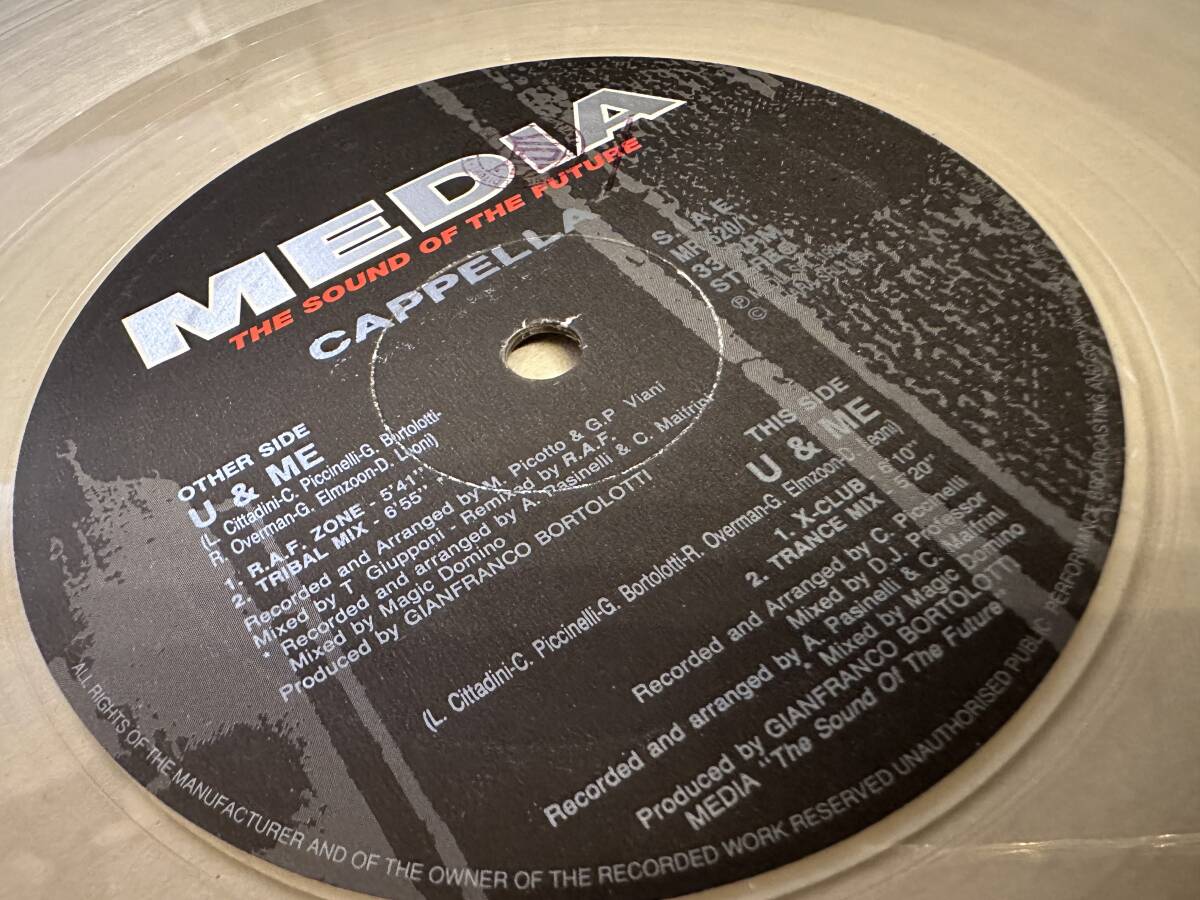 MEDIA
THE SOUND OF THE FUTURE
CAPPELLA
S.I.A.E.
33 RPM
STEREO
OTHER SIDE
U & ME
(L. Cittadini-C. Piccinelli-G. Bortolotti-
R. Overman-G. Elmzoon-D. Leoni)
1. R.A.F. ZONE - 5'41"
2. TRIBAL MIX - 6'55" *
Recorded and Arranged by M. Picotto & G.P Viani
Mixed by T Giupponi - Remixed by R.A.F.
* Recorded and arranged by A. Pasinelli & C. Maifrini
Mixed by Magic Domino
Produced by GIANFRANCO BORTOLOTTI
THIS SIDE
U & ME
(L. Cittadini-C. Piccinelli-G. Bortolotti-R. Overman-G. Elmzoon-D. Leoni)
1. X-CLUB 6'10"
2. TRANCE MIX 5'20"
Recorded and Arranged by C. Piccinelli
Mixed by D.J. Professor
Recorded and arranged by A. Pasinelli & C. Maifrini
* Mixed by Magic Domino
Produced by GIANFRANCO BORTOLOTTI
MEDIA "The Sound Of The Future"
ALL RIGHTS OF THE MANUFACTURER AND OF THE OWNER OF THE RECORDED WORK RESERVED UNAUTHORISED PUBLIC PERFORMANCE BROADCASTING AND